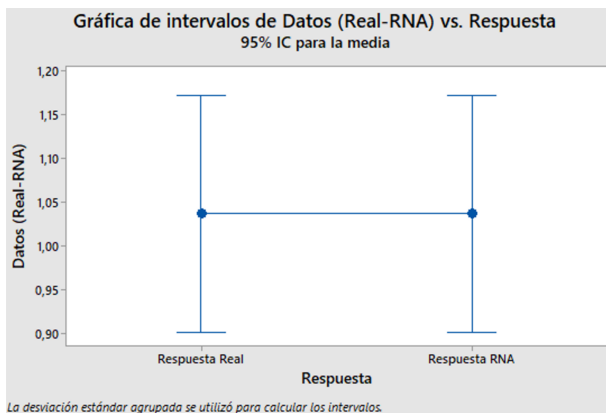 Gráfica de intervalos de Datos (Real-RNA) vs. Respuesta
95% IC para la media
1,20
1,15
1,10
1,05
1,00
0,95
0,90
Datos (Real-RNA)
Respuesta Real
Respuesta RNA
Respuesta
La desviación estándar agrupada se utilizó para calcular los intervalos.